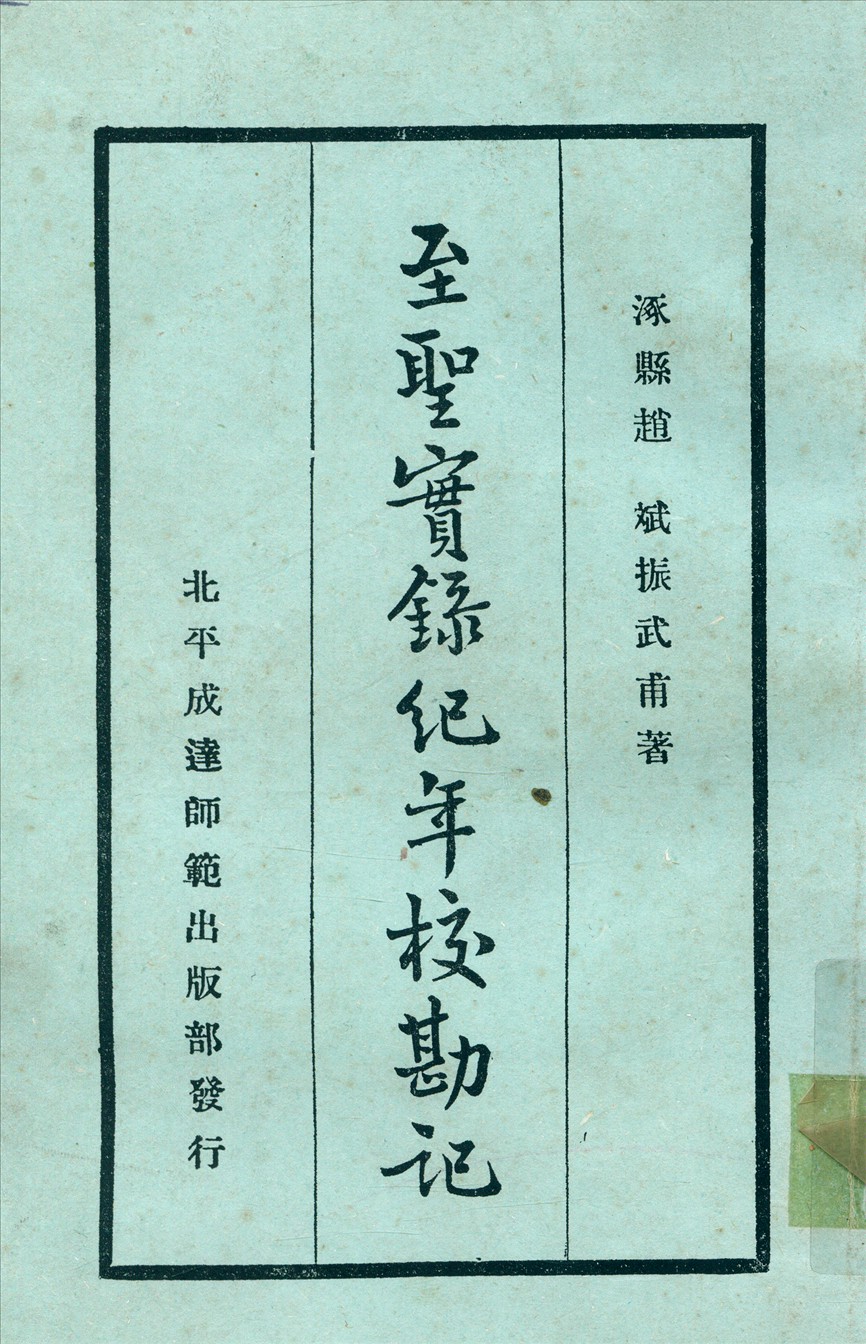 涿縣趙　斌振武甫著
至聖實錄紀年校勘記
北平成達師範出版部發行